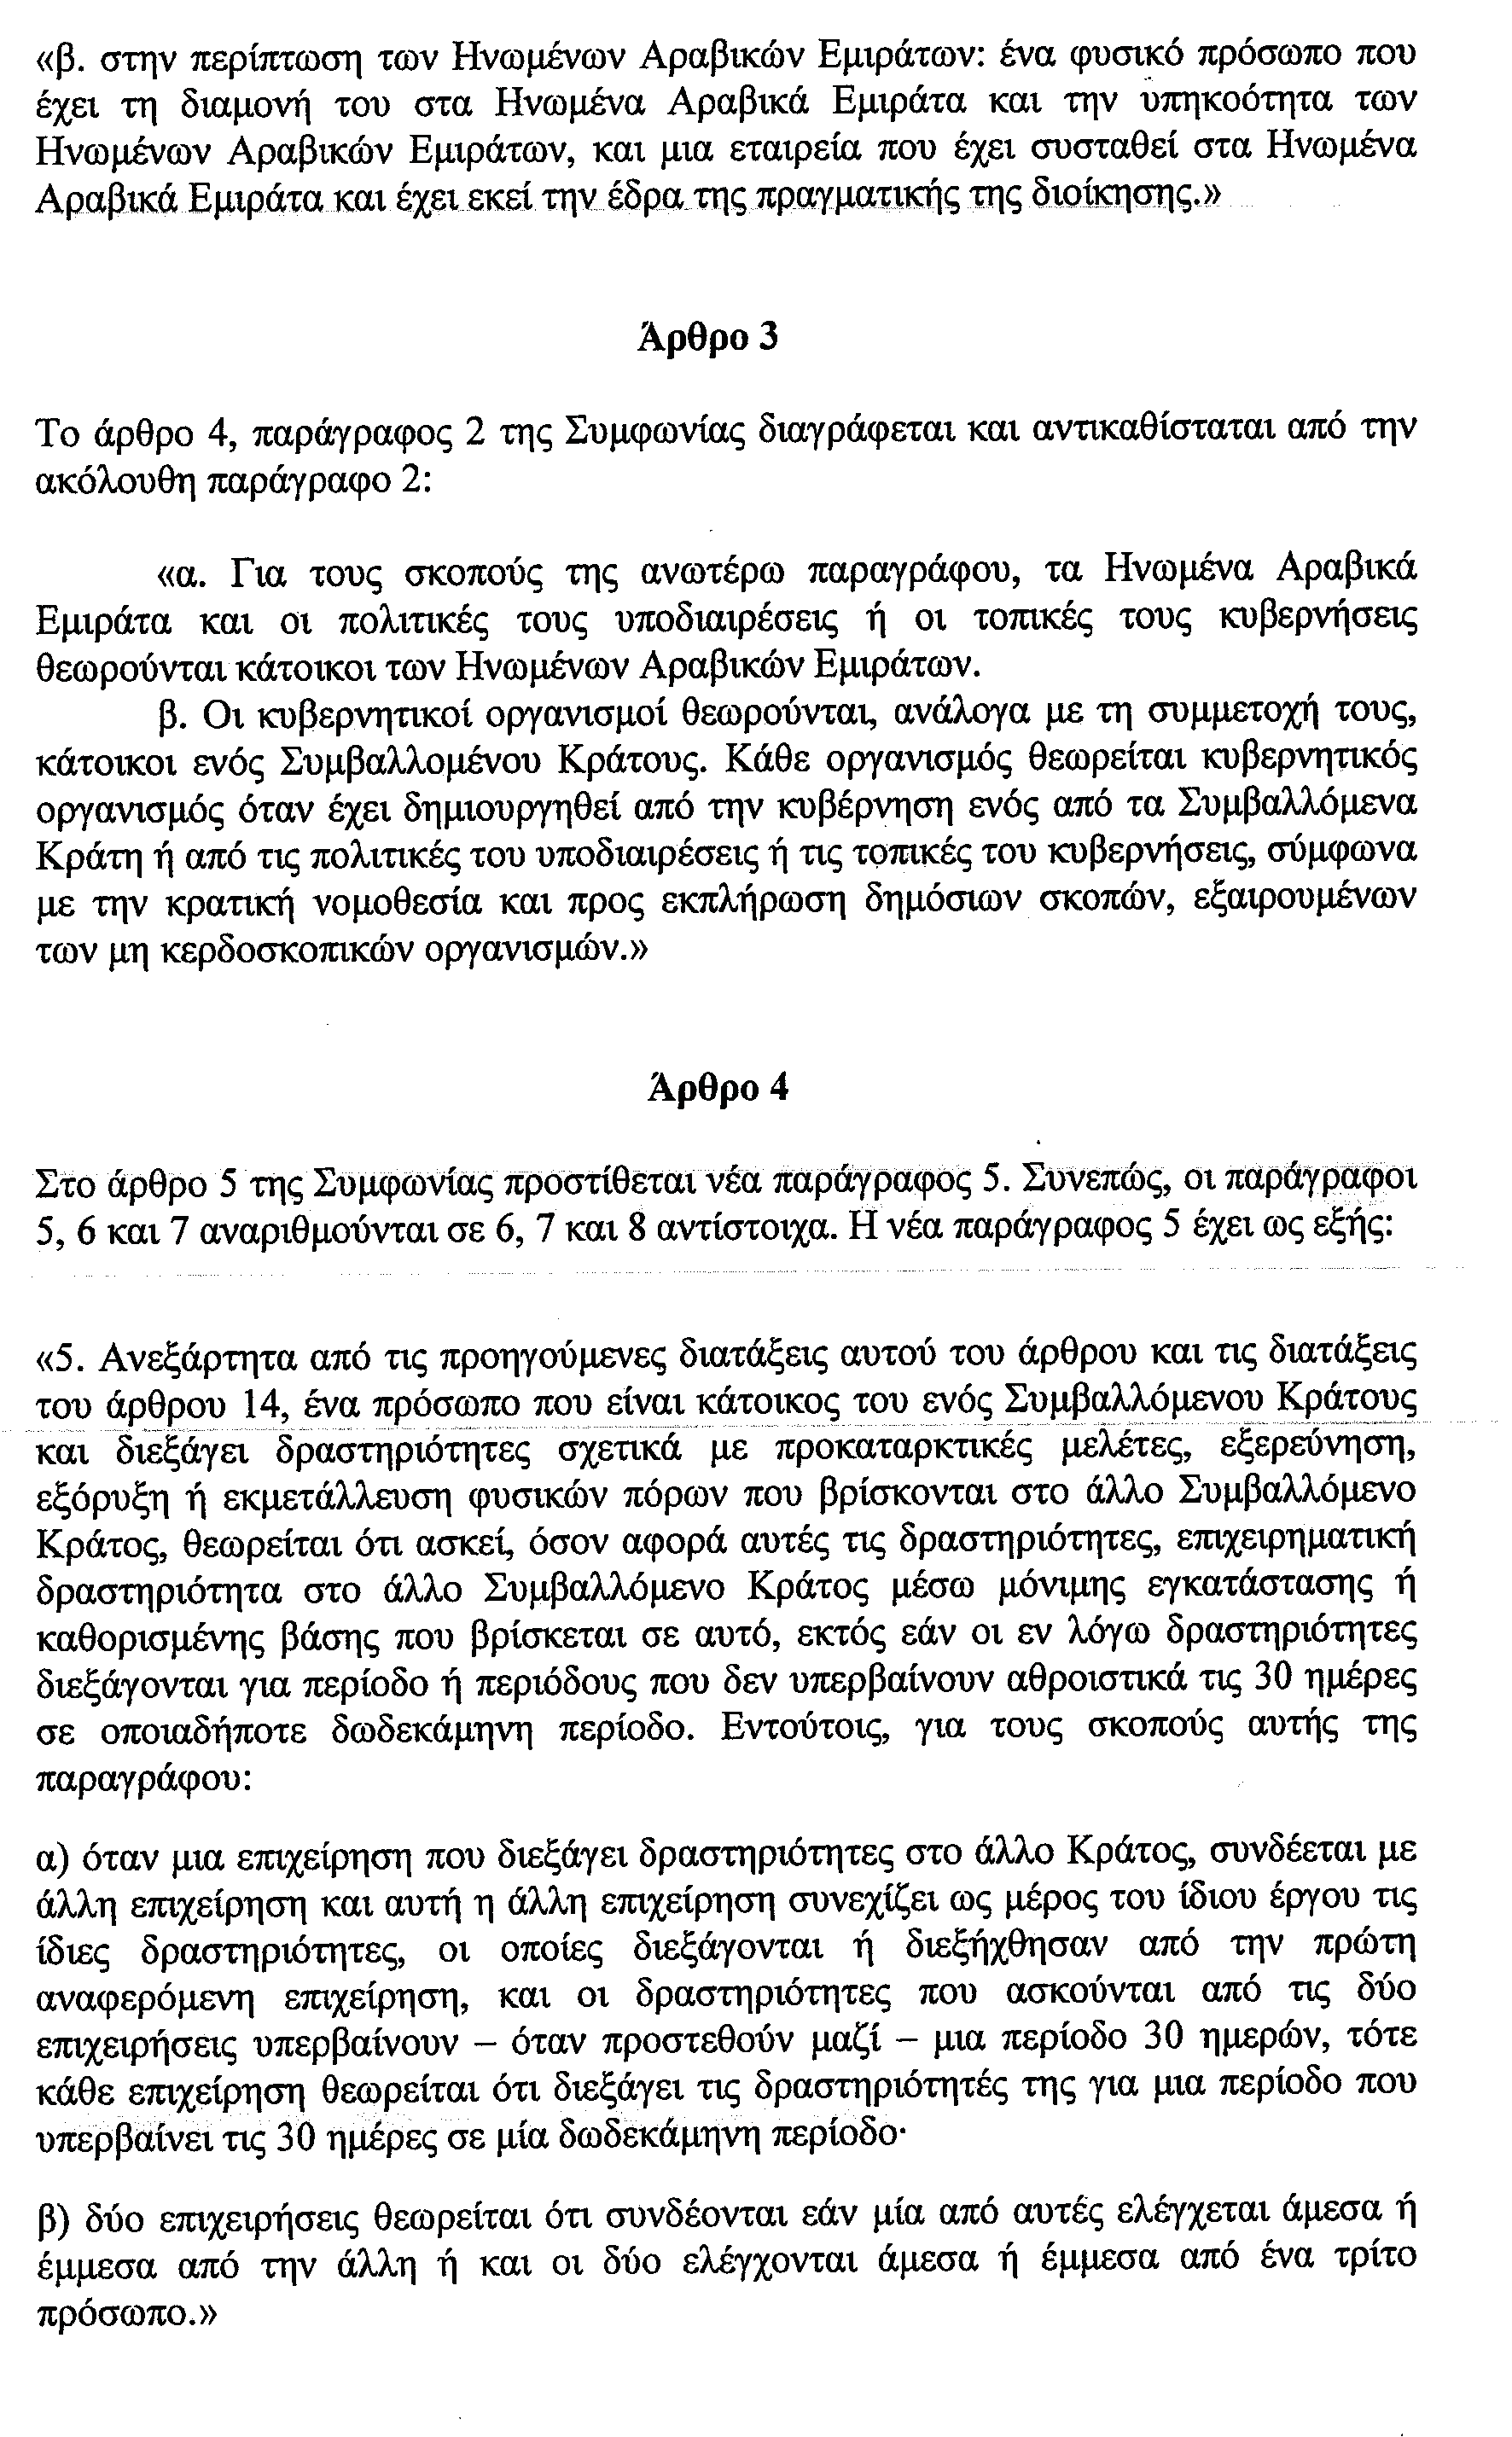 «β. στην περίπτωση των Ηνωμένων Αραβικών Εμιράτων: ένα φυσικό πρόσωπο που
έχει τη διαμονή του στα Ηνωμένα Αραβικά Εμιράτα και την υπηκοότητα των
Ηνωμένων Αραβικών Εμιράτων, και μια εταιρεία που έχει συσταθεί στα Ηνωμένα
Αραβικά Εμιράτα και έχει εκεί την έδρα της πραγματικής της διοίκησης.»
Άρθρο 3
Το άρθρο 4, παράγραφος 2 της Συμφωνίας διαγράφεται και αντικαθίσταται από την
ακόλουθη παράγραφο 2:
«α. Για τους σκοπούς της ανωτέρω παραγράφου, τα Ηνωμένα Αραβικά
Εμιράτα και οι πολιτικές τους υποδιαιρέσεις ή οι τοπικές τους κυβερνήσεις
θεωρούνται κάτοικοι των Ηνωμένων Αραβικών Εμιράτων.
β. Οι κυβερνητικοί οργανισμοί θεωρούνται, ανάλογα με τη συμμετοχή τους,
κάτοικοι ενός Συμβαλλομένου Κράτους. Κάθε οργανισμός θεωρείται κυβερνητικός
οργανισμός όταν έχει δημιουργηθεί από την κυβέρνηση ενός από τα Συμβαλλόμενα
Κράτη ή από τις πολιτικές του υποδιαιρέσεις ή τις τοπικές του κυβερνήσεις, σύμφωνα
με την κρατική νομοθεσία και προς εκπλήρωση δημόσιων σκοπών, εξαιρουμένων
των μη κερδοσκοπικών οργανισμών.»
Άρθρο 4
Στο άρθρο 5 της Συμφωνίας προστίθεται νέα παράγραφος 5. Συνεπώς, οι παράγραφοι
5, 6 και 7 αναριθμούνται σε 6, 7 και 8 αντίστοιχα. Η νέα παράγραφος 5 έχει ως εξής:
«5. Ανεξάρτητα από τις προηγούμενες διατάξεις αυτού του άρθρου και τις διατάξεις
του άρθρου 14, ένα πρόσωπο που είναι κάτοικος του ενός Συμβαλλόμενου Κράτους
και διεξάγει δραστηριότητες σχετικά με προκαταρκτικές μελέτες, εξερεύνηση,
εξόρυξη ή εκμετάλλευση φυσικών πόρων που βρίσκονται στο άλλο Συμβαλλόμενο
Κράτος, θεωρείται ότι ασκεί, όσον αφορά αυτές τις δραστηριότητες, επιχειρηματική
δραστηριότητα στο άλλο Συμβαλλόμενο Κράτος μέσω μόνιμης εγκατάστασης ή
καθορισμένης βάσης που βρίσκεται σε αυτό, εκτός εάν οι εν λόγω δραστηριότητες
διεξάγονται για περίοδο ή περιόδους που δεν υπερβαίνουν αθροιστικά τις 30 ημέρες
σε οποιαδήποτε δωδεκάμηνη περίοδο. Εντούτοις, για τους σκοπούς αυτής της
παραγράφου:
α) όταν μια επιχείρηση που διεξάγει δραστηριότητες στο άλλο Κράτος, συνδέεται με
άλλη επιχείρηση και αυτή η άλλη επιχείρηση συνεχίζει ως μέρος του ίδιου έργου τις
ίδιες δραστηριότητες, οι οποίες διεξάγονται ή διεξήχθησαν από την πρώτη
αναφερόμενη επιχείρηση, και οι δραστηριότητες που ασκούνται από τις δύο
επιχειρήσεις υπερβαίνουν – όταν προστεθούν μαζί – μια περίοδο 30 ημερών, τότε
κάθε επιχείρηση θεωρείται ότι διεξάγει τις δραστηριότητές της για μια περίοδο που
υπερβαίνει τις 30 ημέρες σε μία δωδεκάμηνη περίοδο·
β) δύο επιχειρήσεις θεωρείται ότι συνδέονται εάν μία από αυτές ελέγχεται άμεσα ή
έμμεσα από την άλλη ή και οι δύο ελέγχονται άμεσα ή έμμεσα από ένα τρίτο
πρόσωπο.»